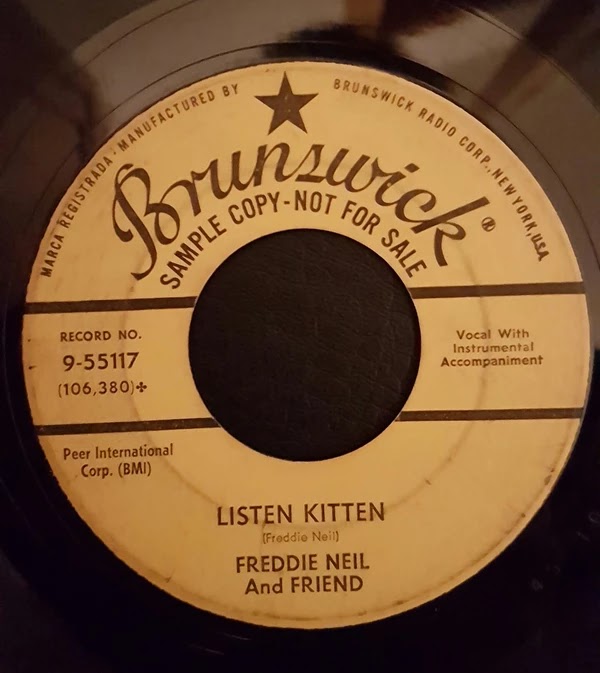 MARCA REGISTRADA · MANUFACTURED BY BRUNSWICK RADIO CORP., NEW YORK, USA
Brunswick®
SAMPLE COPY-NOT FOR SALE
RECORD NO.
9-55117
(106,380)✢
Vocal With
Instrumental
Accompaniment
Peer International
Corp. (BMI)
LISTEN KITTEN
(Freddie Neil)
FREDDIE NEIL
And FRIEND